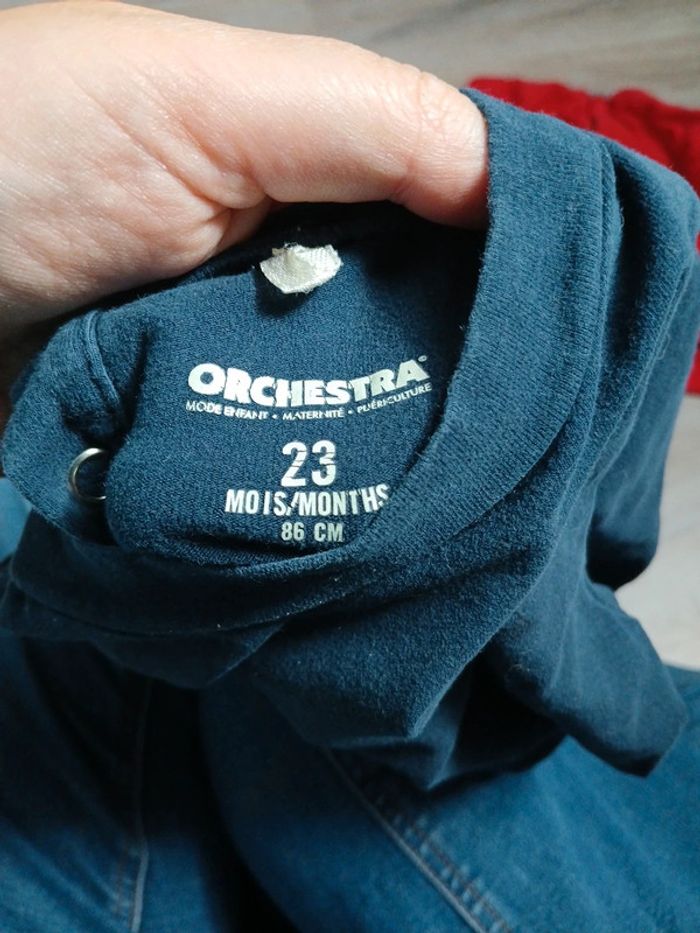 ORCHESTRA®
MODE ENFANT • MATERNITÉ • PUÉRICULTURE
23
MOIS/MONTHS
86 CM